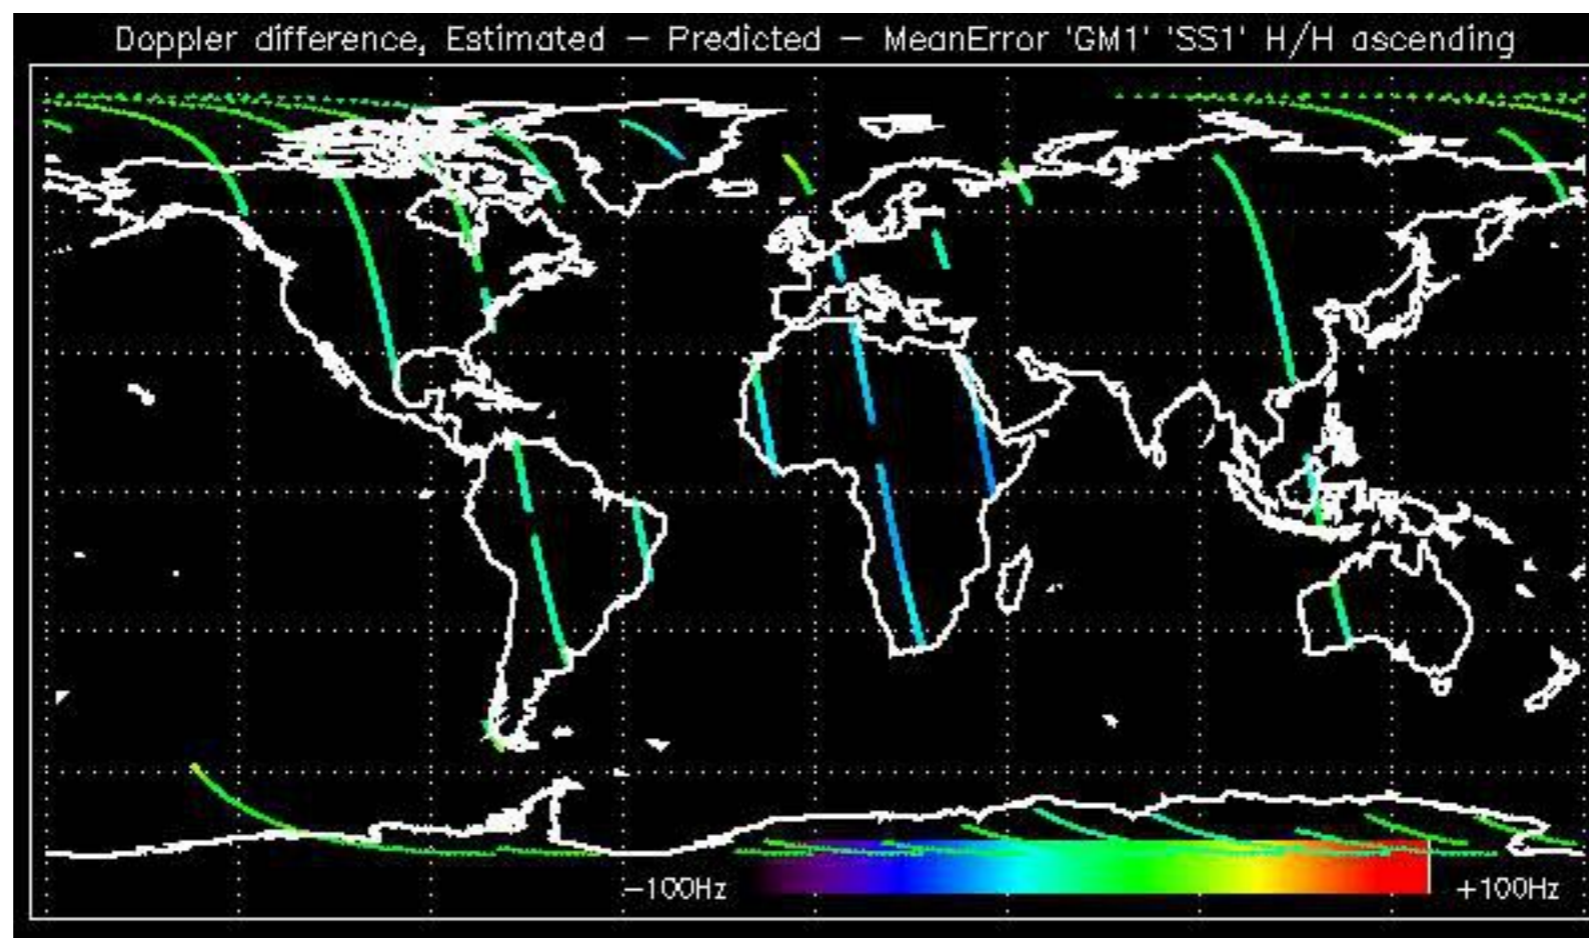 Doppler difference, Estimated – Predicted – MeanError 'GM1' 'SS1' H/H ascending
–100Hz +100Hz